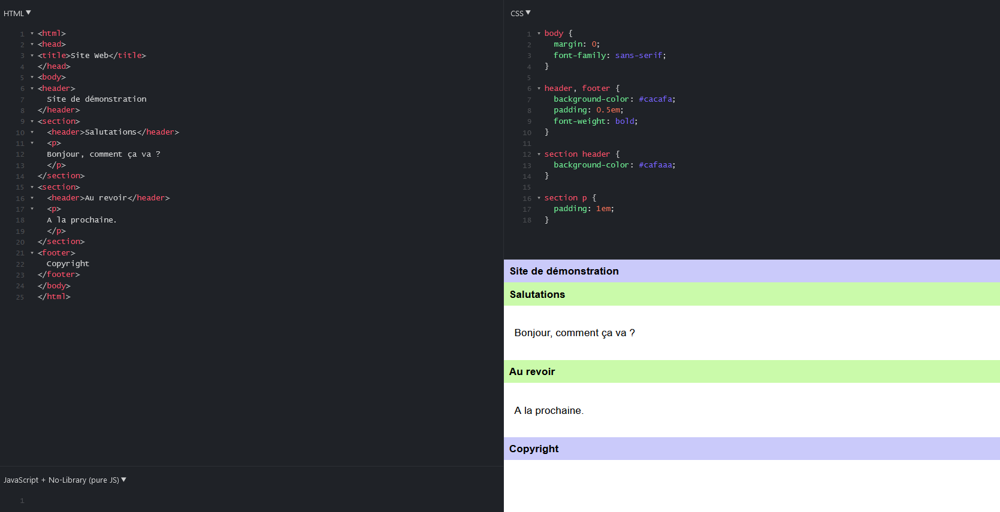 HTML ▼
1 ▾ <html>
2 ▾ <head>
3 ▾ <title>Site Web</title>
4 </head>
5 ▾ <body>
6 ▾ <header>
7 Site de démonstration
8 </header>
9 ▾ <section>
10 ▾ <header>Salutations</header>
11 ▾ <p>
12 Bonjour, comment ça va ?
13 </p>
14 </section>
15 ▾ <section>
16 ▾ <header>Au revoir</header>
17 ▾ <p>
18 A la prochaine.
19 </p>
20 </section>
21 ▾ <footer>
22 Copyright
23 </footer>
24 </body>
25 </html>
JavaScript + No-Library (pure JS) ▼
1
CSS ▼
1 ▾ body {
2 margin: 0;
3 font-family: sans-serif;
4 }
5
6 ▾ header, footer {
7 background-color: #cacafa;
8 padding: 0.5em;
9 font-weight: bold;
10 }
11
12 ▾ section header {
13 background-color: #cafaaa;
14 }
15
16 ▾ section p {
17 padding: 1em;
18 }
Site de démonstration
Salutations
Bonjour, comment ça va ?
Au revoir
A la prochaine.
Copyright